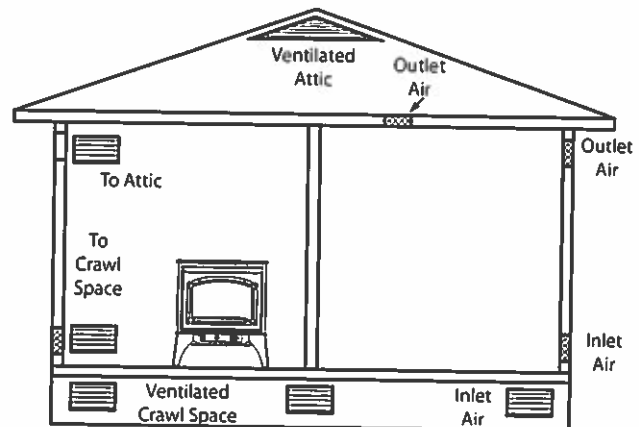 Ventilated
Attic
Outlet
Air
Outlet
Air
To Attic
To
Crawl
Space
Inlet
Air
Ventilated
Crawl Space
Inlet
Air